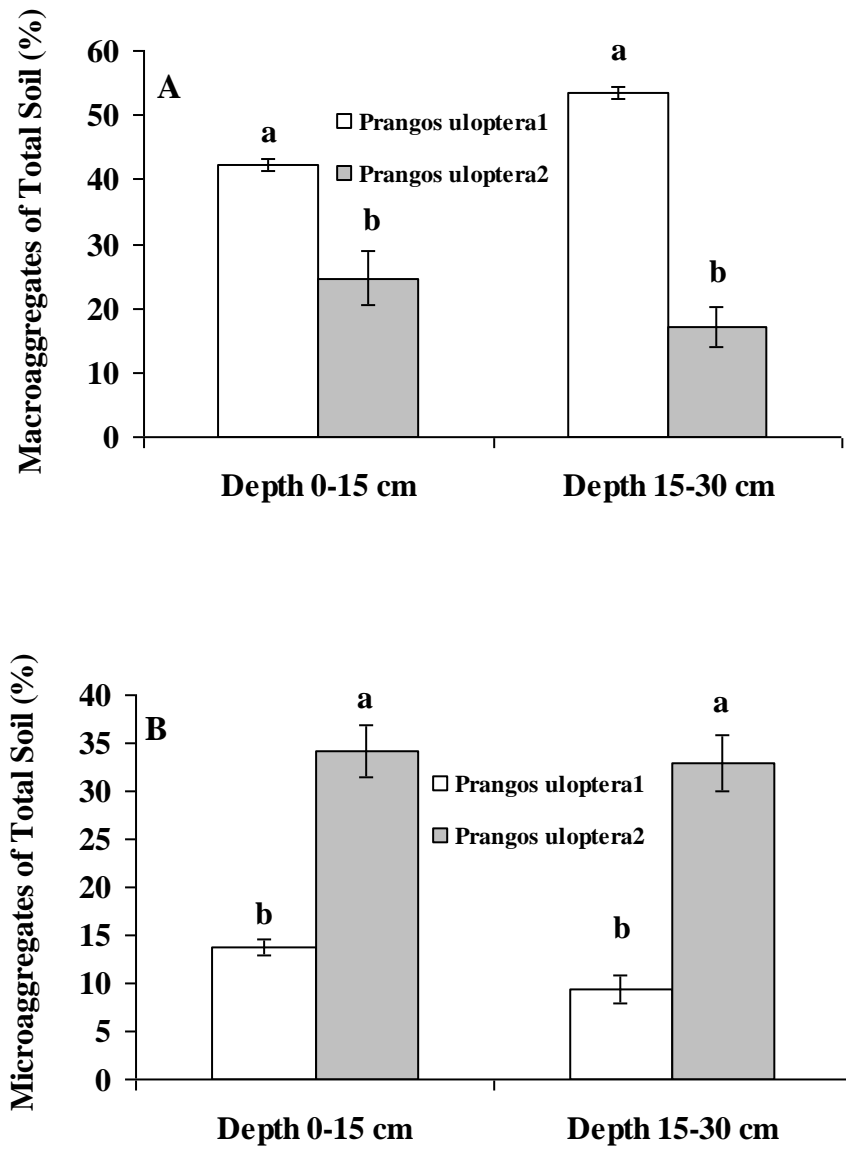 Macroaggregates of Total Soil (%)
60
50
40
30
20
10
0
A
a
b
a
b
Prangos uloptera1
Prangos uloptera2
Depth 0-15 cm
Depth 15-30 cm
Microaggregates of Total Soil (%)
40
35
30
25
20
15
10
5
0
B
b
a
b
a
Prangos uloptera1
Prangos uloptera2
Depth 0-15 cm
Depth 15-30 cm